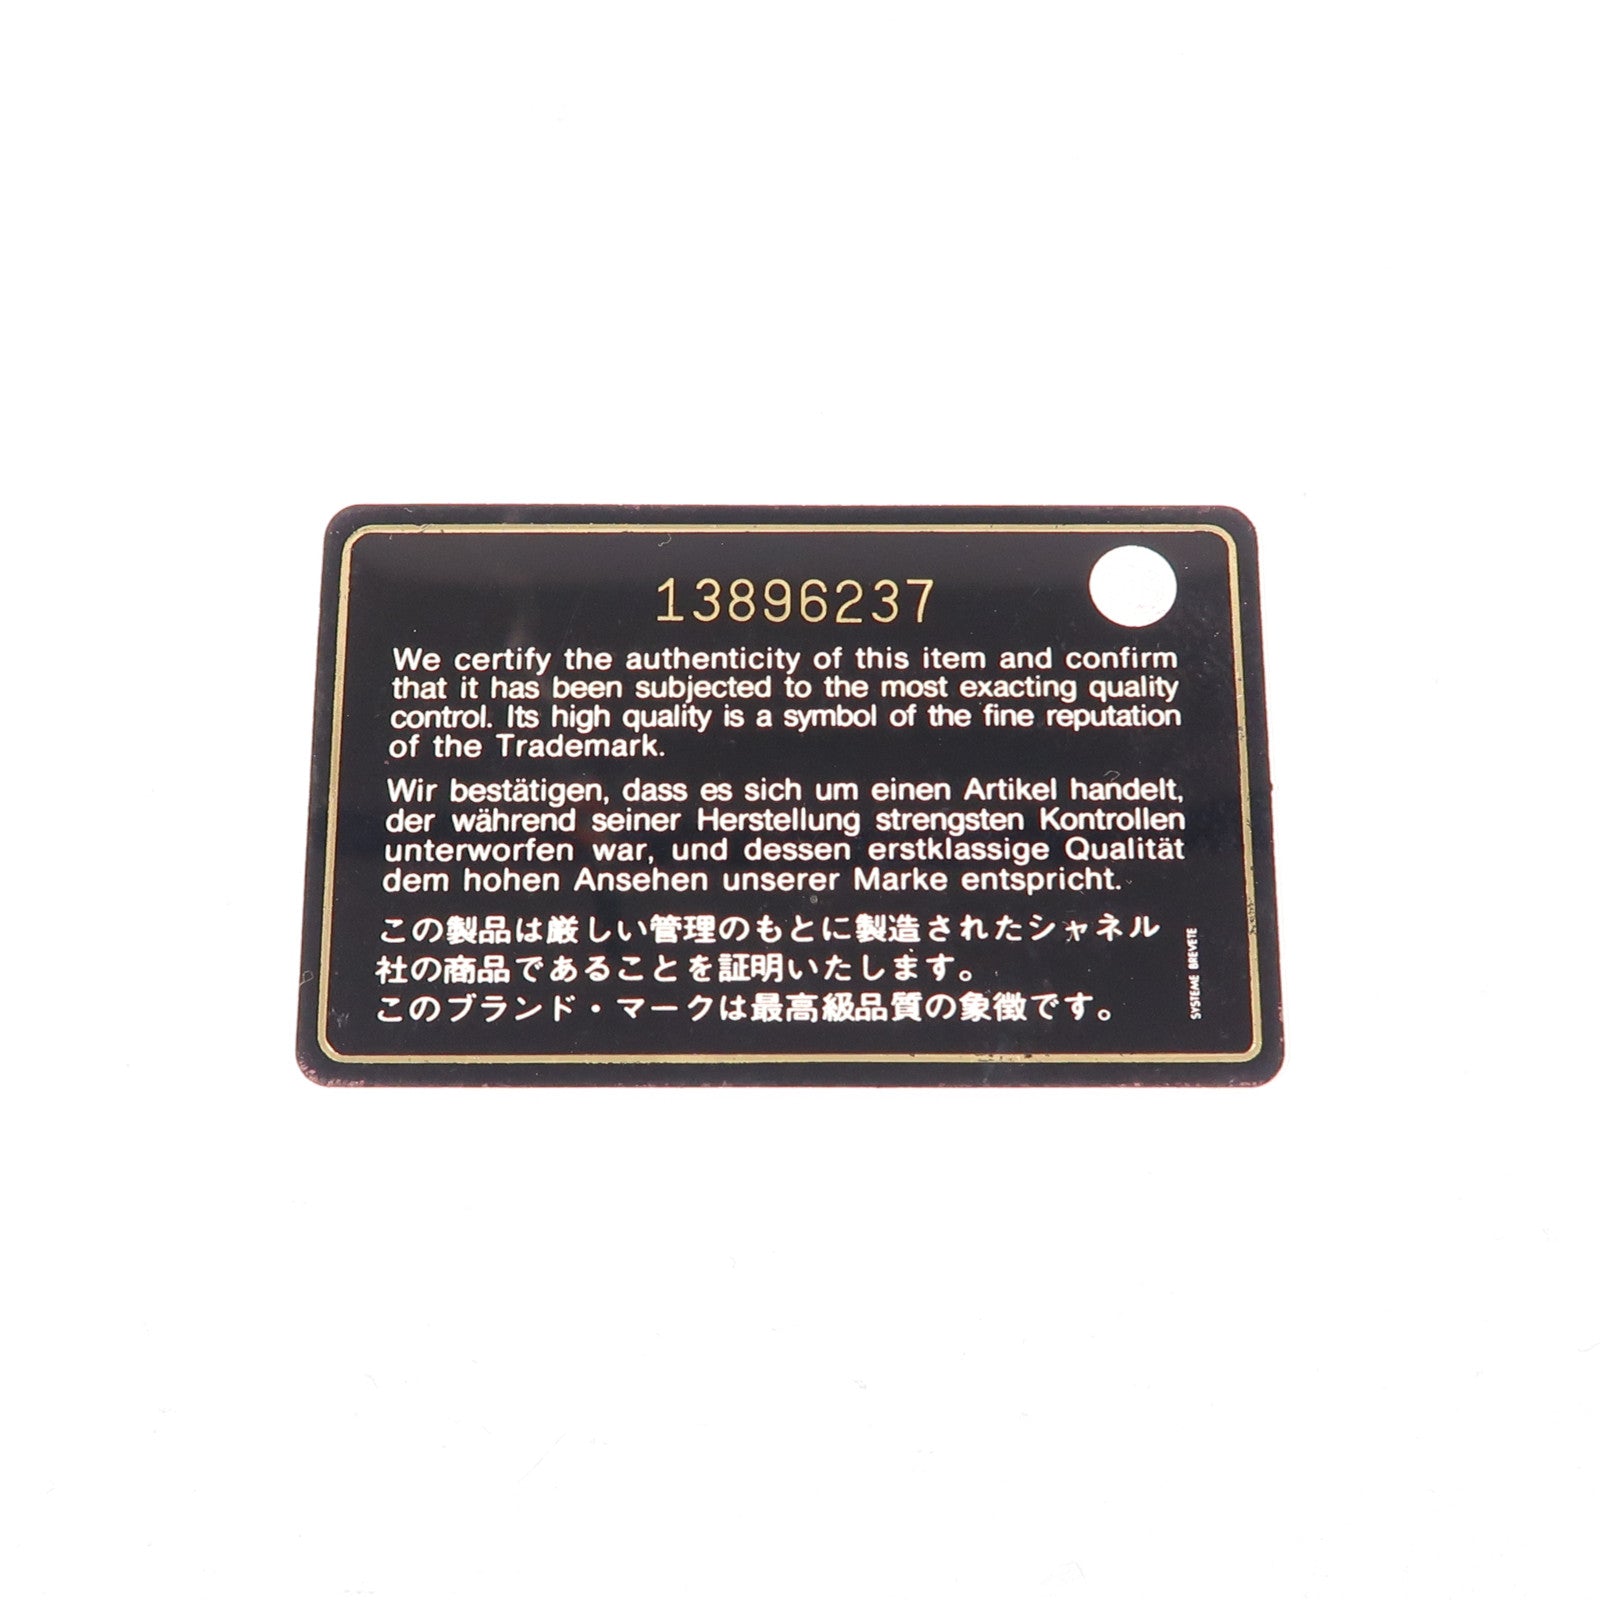 13896237
We certify the authenticity of this item and confirm
that it has been subjected to the most exacting quality
control. Its high quality is a symbol of the fine reputation
of the Trademark.
Wir bestätigen, dass es sich um einen Artikel handelt,
der während seiner Herstellung strengsten Kontrollen
unterworfen war, und dessen erstklassige Qualität
dem hohen Ansehen unserer Marke entspricht.
この製品は厳しい管理のもとに製造されたシャネル
社の商品であることを証明いたします。
このブランド・マークは最高級品質の象徴です。
SYSTEME BREVETE